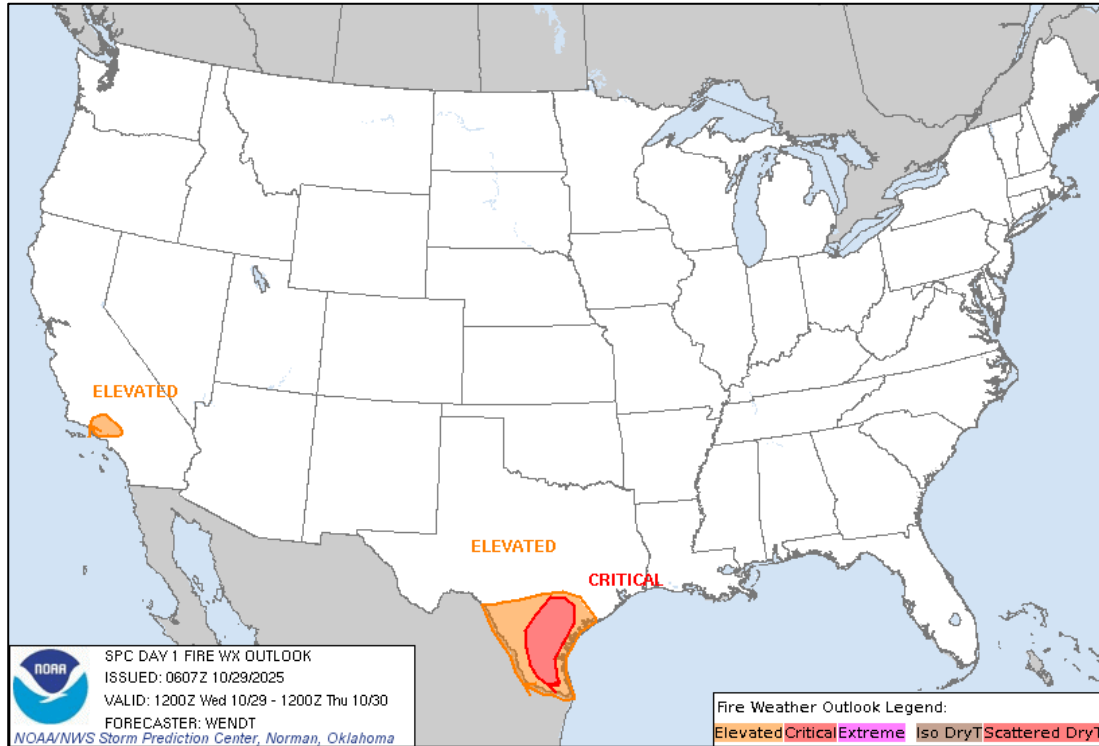 ELEVATED
ELEVATED
CRITICAL
NOAA
SPC DAY 1 FIRE WX OUTLOOK
ISSUED: 0607Z 10/29/2025
VALID: 1200Z Wed 10/29 - 1200Z Thu 10/30
FORECASTER: WENDT
NOAA/NWS Storm Prediction Center, Norman, Oklahoma
Fire Weather Outlook Legend:
Elevated Critical Extreme Iso DryT Scattered DryT